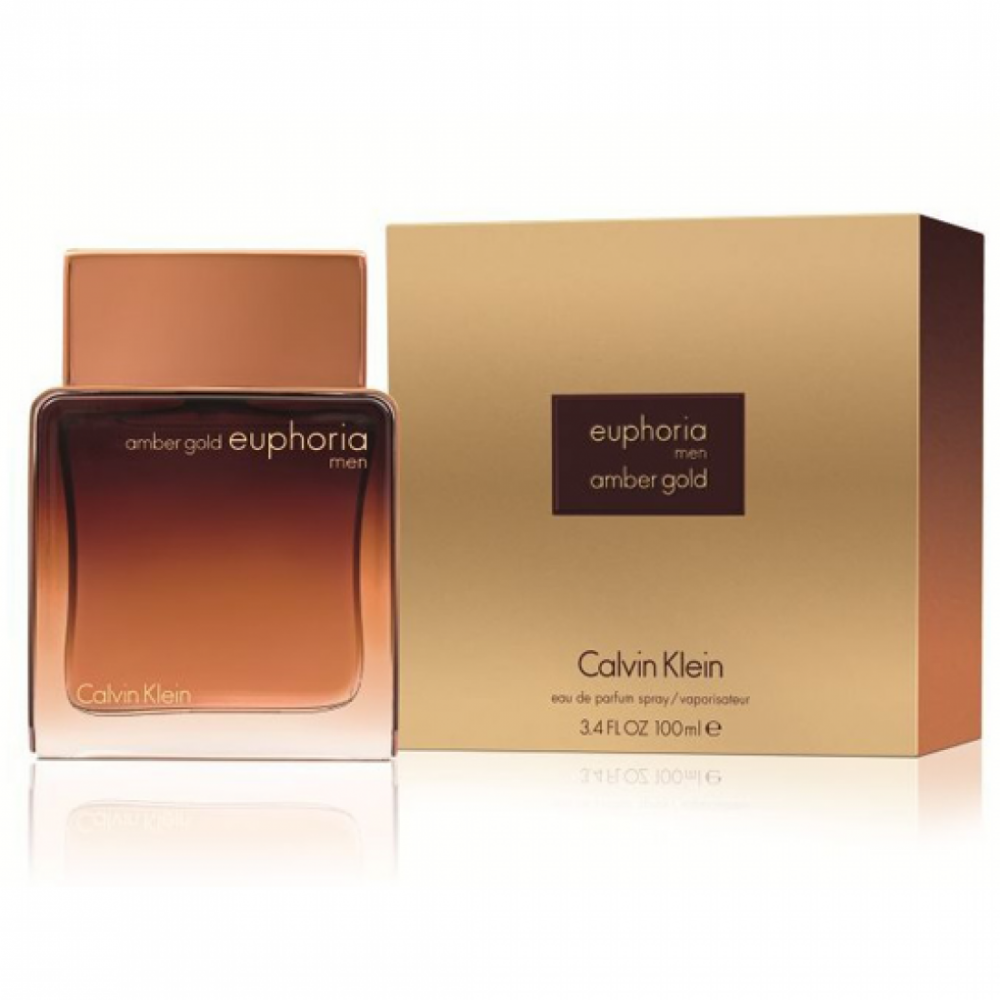 amber gold euphoria
men
Calvin Klein
euphoria
men
amber gold
Calvin Klein
eau de parfum spray/vaporisateur
3.4 FL OZ 100ml ℮